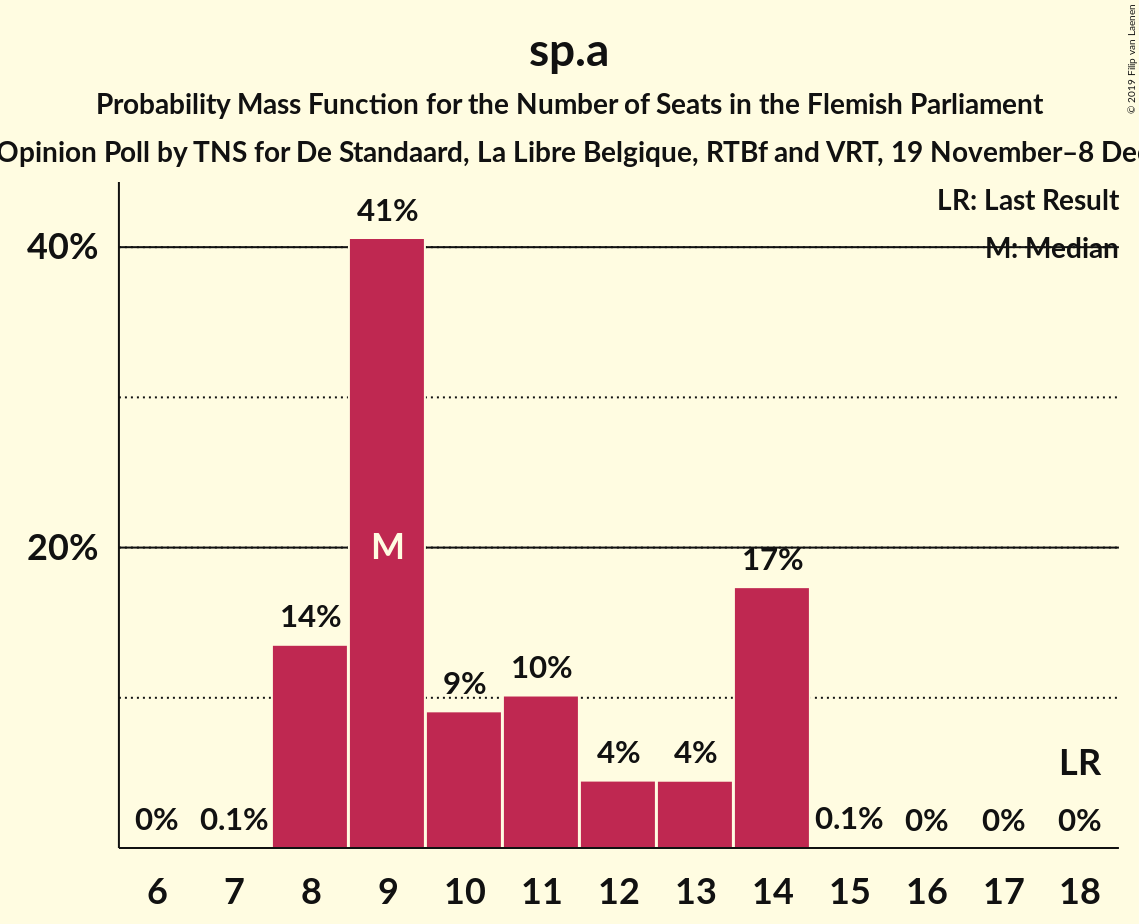 sp.a
Probability Mass Function for the Number of Seats in the Flemish Parliament
Opinion Poll by TNS for De Standaard, La Libre Belgique, RTBf and VRT, 19 November–8 De
© 2019 Filip van Laenen
LR: Last Result
M: Median
40%
20%
41%
M
17%
14%
10%
9%
4%
4%
LR
0%
0.1%
0.1%
0%
0%
0%
6 7 8 9 10 11 12 13 14 15 16 17 18